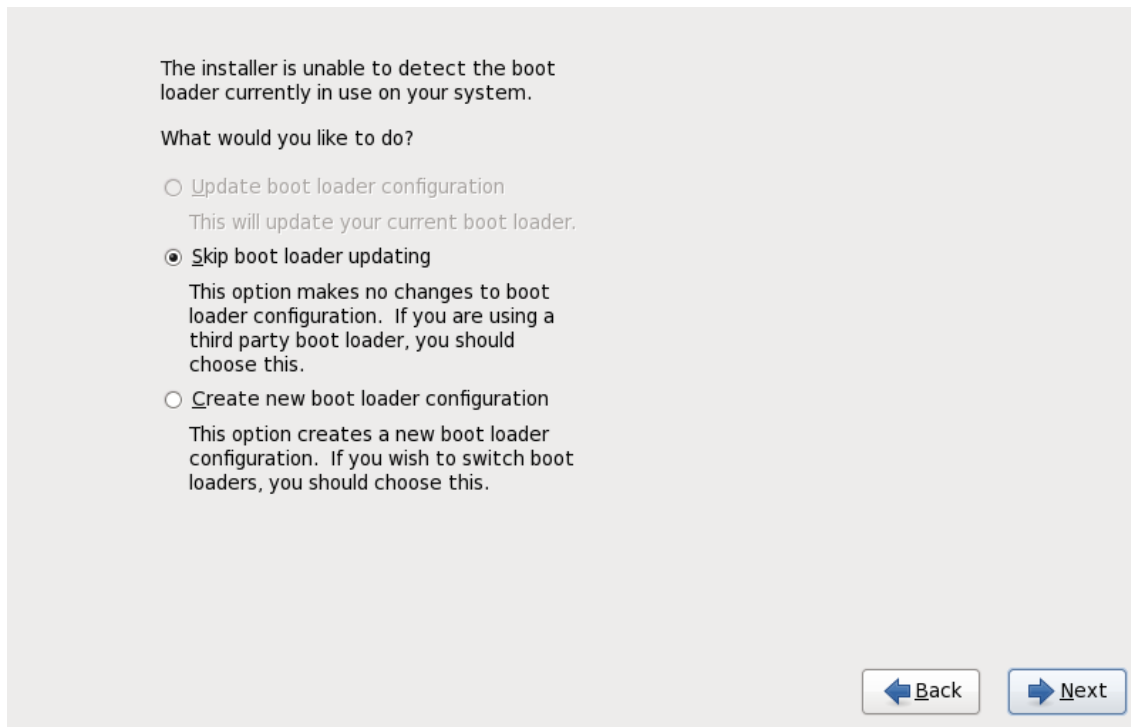 The installer is unable to detect the boot
loader currently in use on your system.
What would you like to do?
Update boot loader configuration
This will update your current boot loader.
Skip boot loader updating
This option makes no changes to boot
loader configuration.  If you are using a
third party boot loader, you should
choose this.
Create new boot loader configuration
This option creates a new boot loader
configuration.  If you wish to switch boot
loaders, you should choose this.
Back
Next